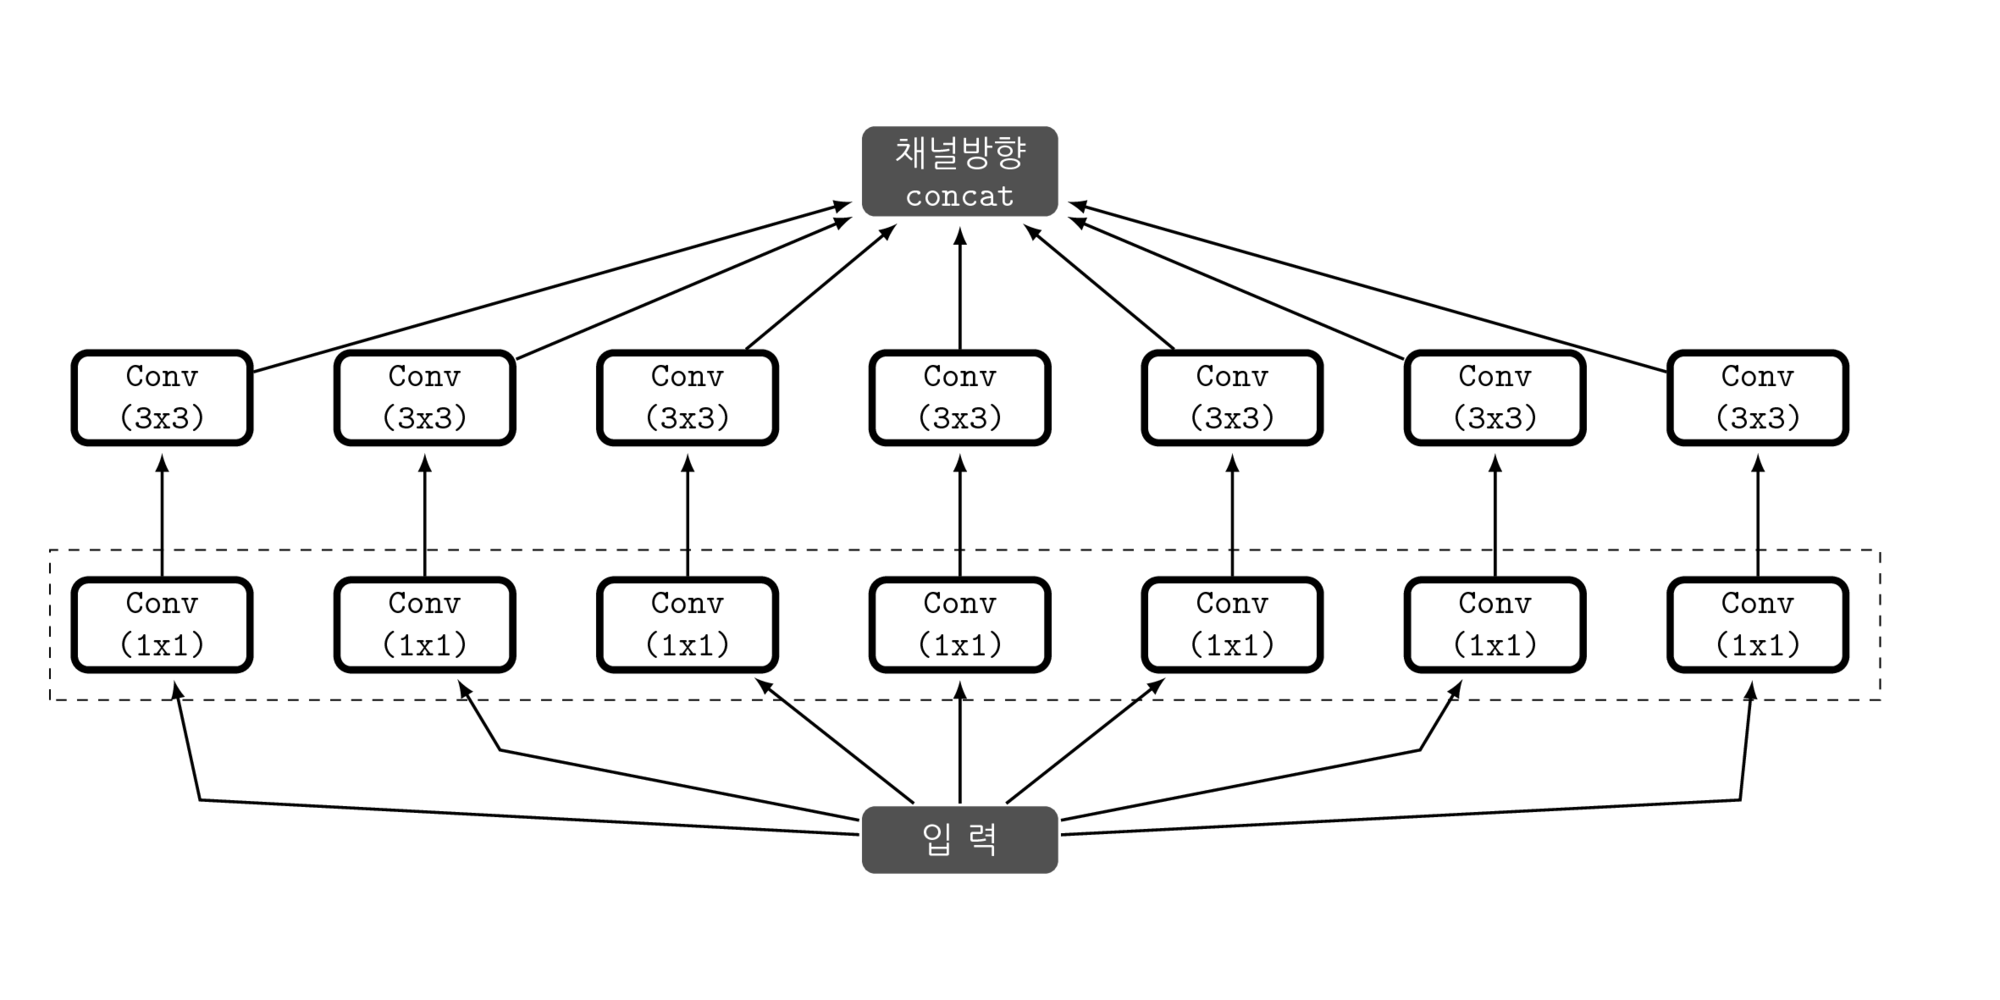 채널방향
concat
Conv
(3x3)
Conv
(3x3)
Conv
(3x3)
Conv
(3x3)
Conv
(3x3)
Conv
(3x3)
Conv
(3x3)
Conv
(1x1)
Conv
(1x1)
Conv
(1x1)
Conv
(1x1)
Conv
(1x1)
Conv
(1x1)
Conv
(1x1)
입 력